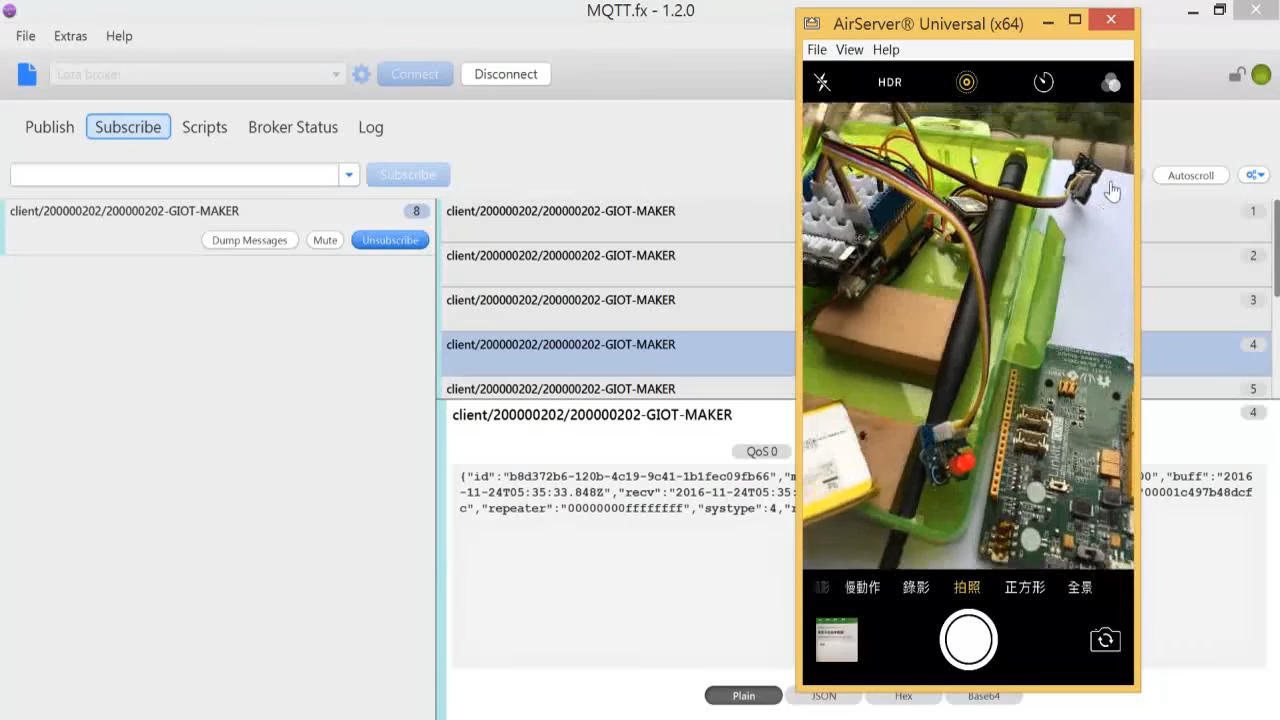 MQTT.fx - 1.2.0
File Extras Help
Lora broker
Connect
Disconnect
Publish
Subscribe
Scripts
Broker Status
Log
Subscribe
Autoscroll
client/200000202/200000202-GIOT-MAKER
8
Dump Messages
Mute
Unsubscribe
client/200000202/200000202-GIOT-MAKER
1
client/200000202/200000202-GIOT-MAKER
2
client/200000202/200000202-GIOT-MAKER
3
client/200000202/200000202-GIOT-MAKER
4
client/200000202/200000202-GIOT-MAKER
5
client/200000202/200000202-GIOT-MAKER
4
QoS 0
{"id":"b8d372b6-120b-4c19-9c41-1b1fec09fb66","m 00","buff":"2016
-11-24T05:35:33.848Z","recv":"2016-11-24T05:35: "00001c497b48dcf
c","repeater":"00000000ffffffff","systype":4,"r
Plain
JSON
Hex
Base64
AirServer® Universal (x64)
File View Help
HDR
慢動作
錄影
拍照
正方形
全景